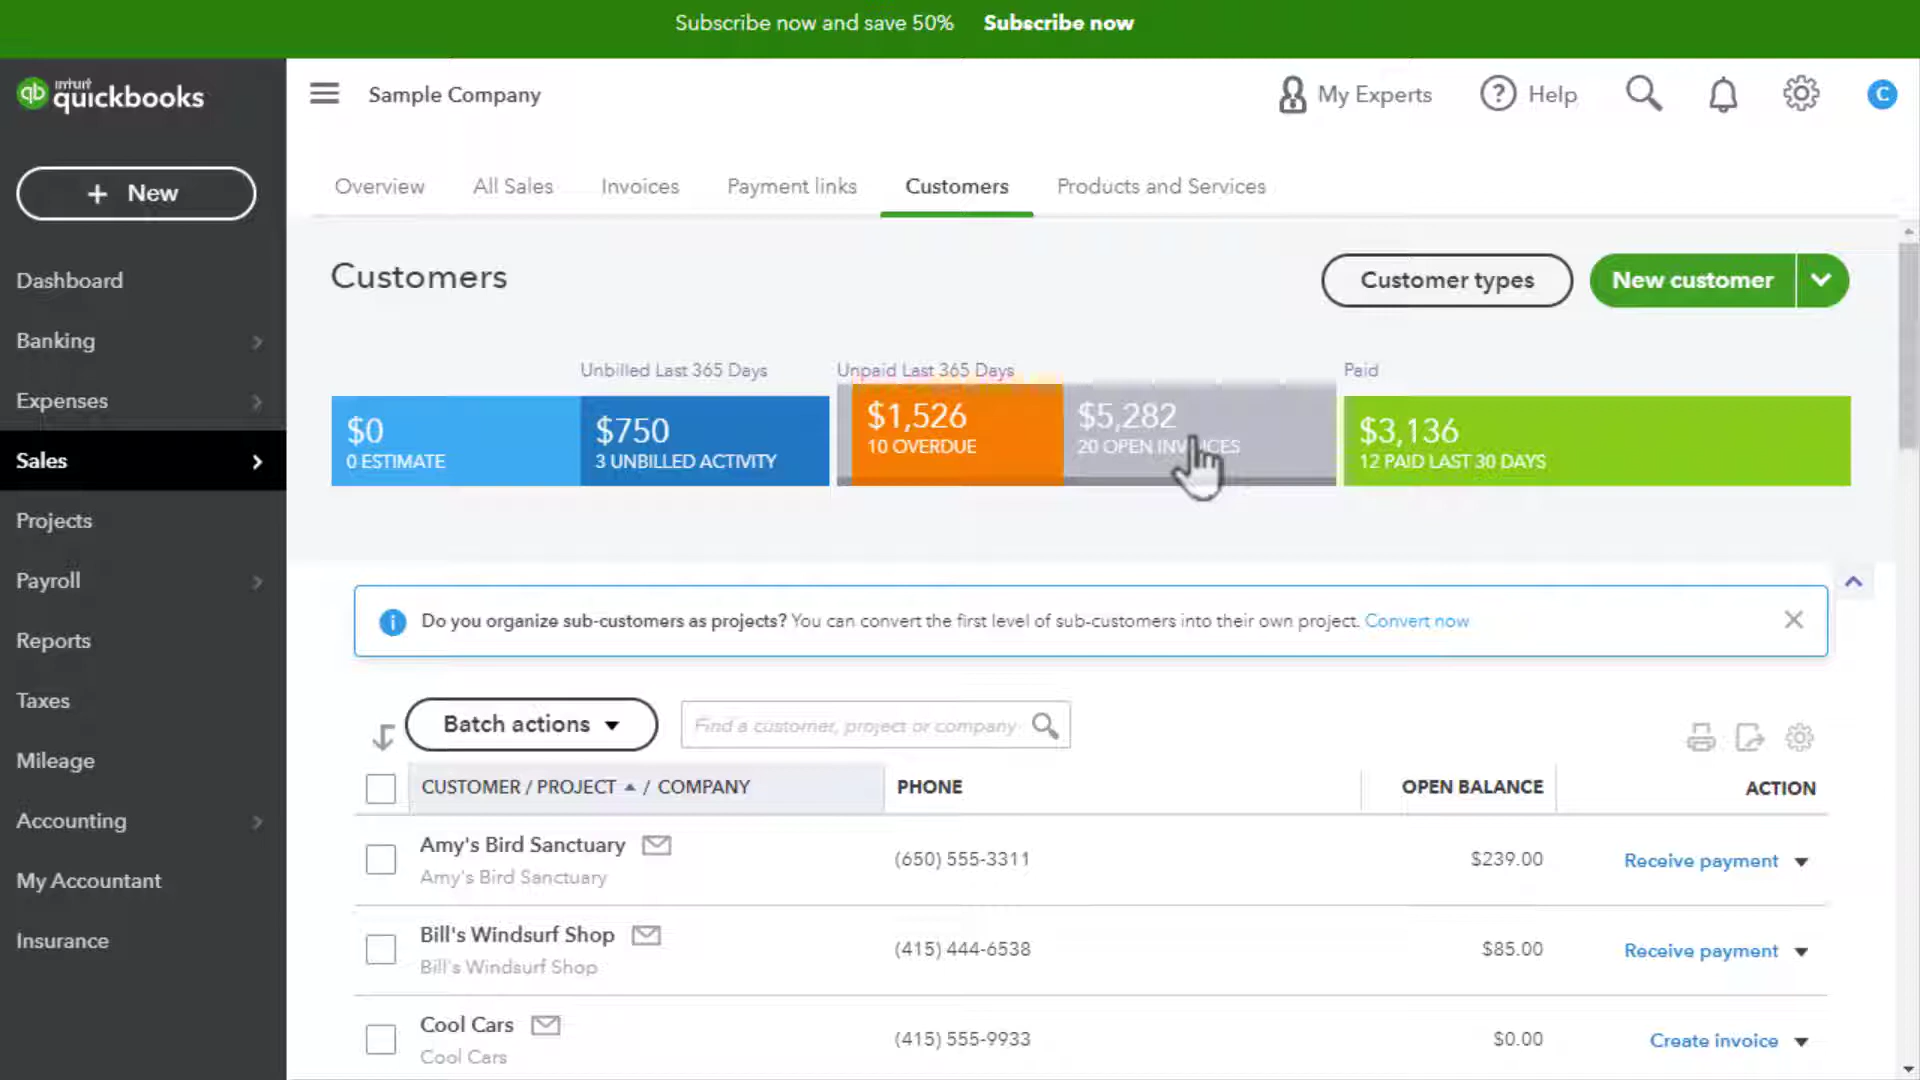 Subscribe now and save 50% Subscribe now
intuit
qb quickbooks
Sample Company
My Experts
Help
C
+ New
Overview
All Sales
Invoices
Payment links
Customers
Products and Services
Dashboard
Banking
Expenses
Sales
Projects
Payroll
Reports
Taxes
Mileage
Accounting
My Accountant
Insurance
Customers
Customer types
New customer
Unbilled Last 365 Days
Unpaid Last 365 Days
Paid
$0
0 ESTIMATE
$750
3 UNBILLED ACTIVITY
$1,526
10 OVERDUE
$5,282
20 OPEN INVOICES
$3,136
12 PAID LAST 30 DAYS
Do you organize sub-customers as projects? You can convert the first level of sub-customers into their own project. Convert now
Batch actions
Find a customer, project or company
CUSTOMER / PROJECT / COMPANY
PHONE
OPEN BALANCE
ACTION
Amy's Bird Sanctuary
Amy's Bird Sanctuary
(650) 555-3311
$239.00
Receive payment
Bill's Windsurf Shop
Bill's Windsurf Shop
(415) 444-6538
$85.00
Receive payment
Cool Cars
Cool Cars
(415) 555-9933
$0.00
Create invoice